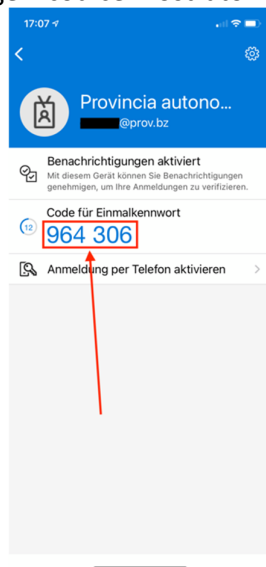 17:07
Provincia autono...
@prov.bz
Benachrichtigungen aktiviert
Mit diesem Gerät können Sie Benachrichtigungen
genehmigen, um Ihre Anmeldungen zu verifizieren.
Code für Einmalkennwort
12
964 306
Anmeldung per Telefon aktivieren